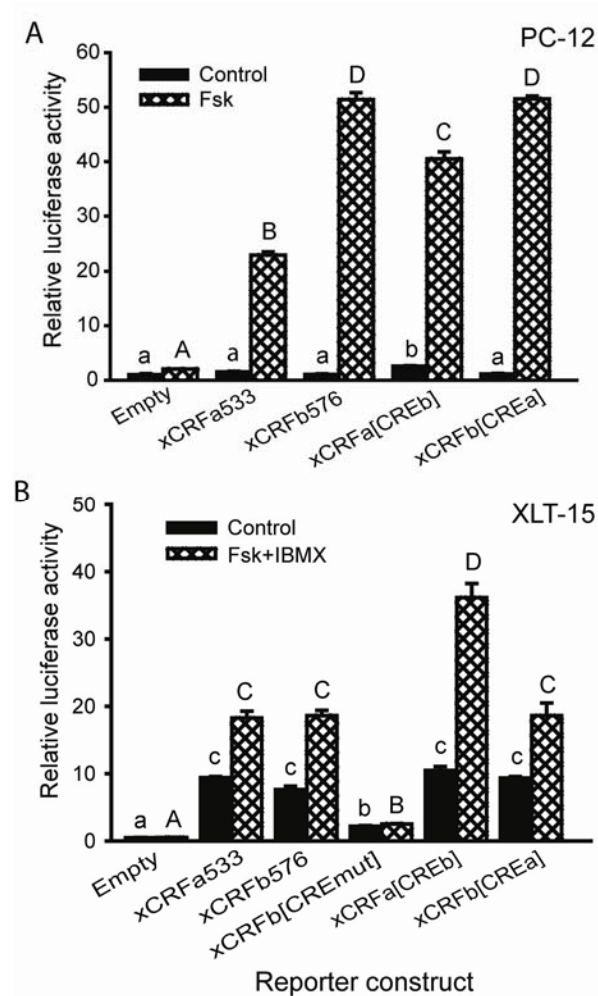 A
PC-12
Control
Fsk
Relative luciferase activity
60
50
40
30
20
10
0
a A a B a D b C a D
Empty
xCRFa533
xCRFb576
xCRFa[CREb]
xCRFb[CREa]
B
XLT-15
Control
Fsk+IBMX
Relative luciferase activity
50
40
30
20
10
0
a A c C c C b B c D c C
Empty
xCRFa533
xCRFb576
xCRFb[CREmut]
xCRFa[CREb]
xCRFb[CREa]
Reporter construct